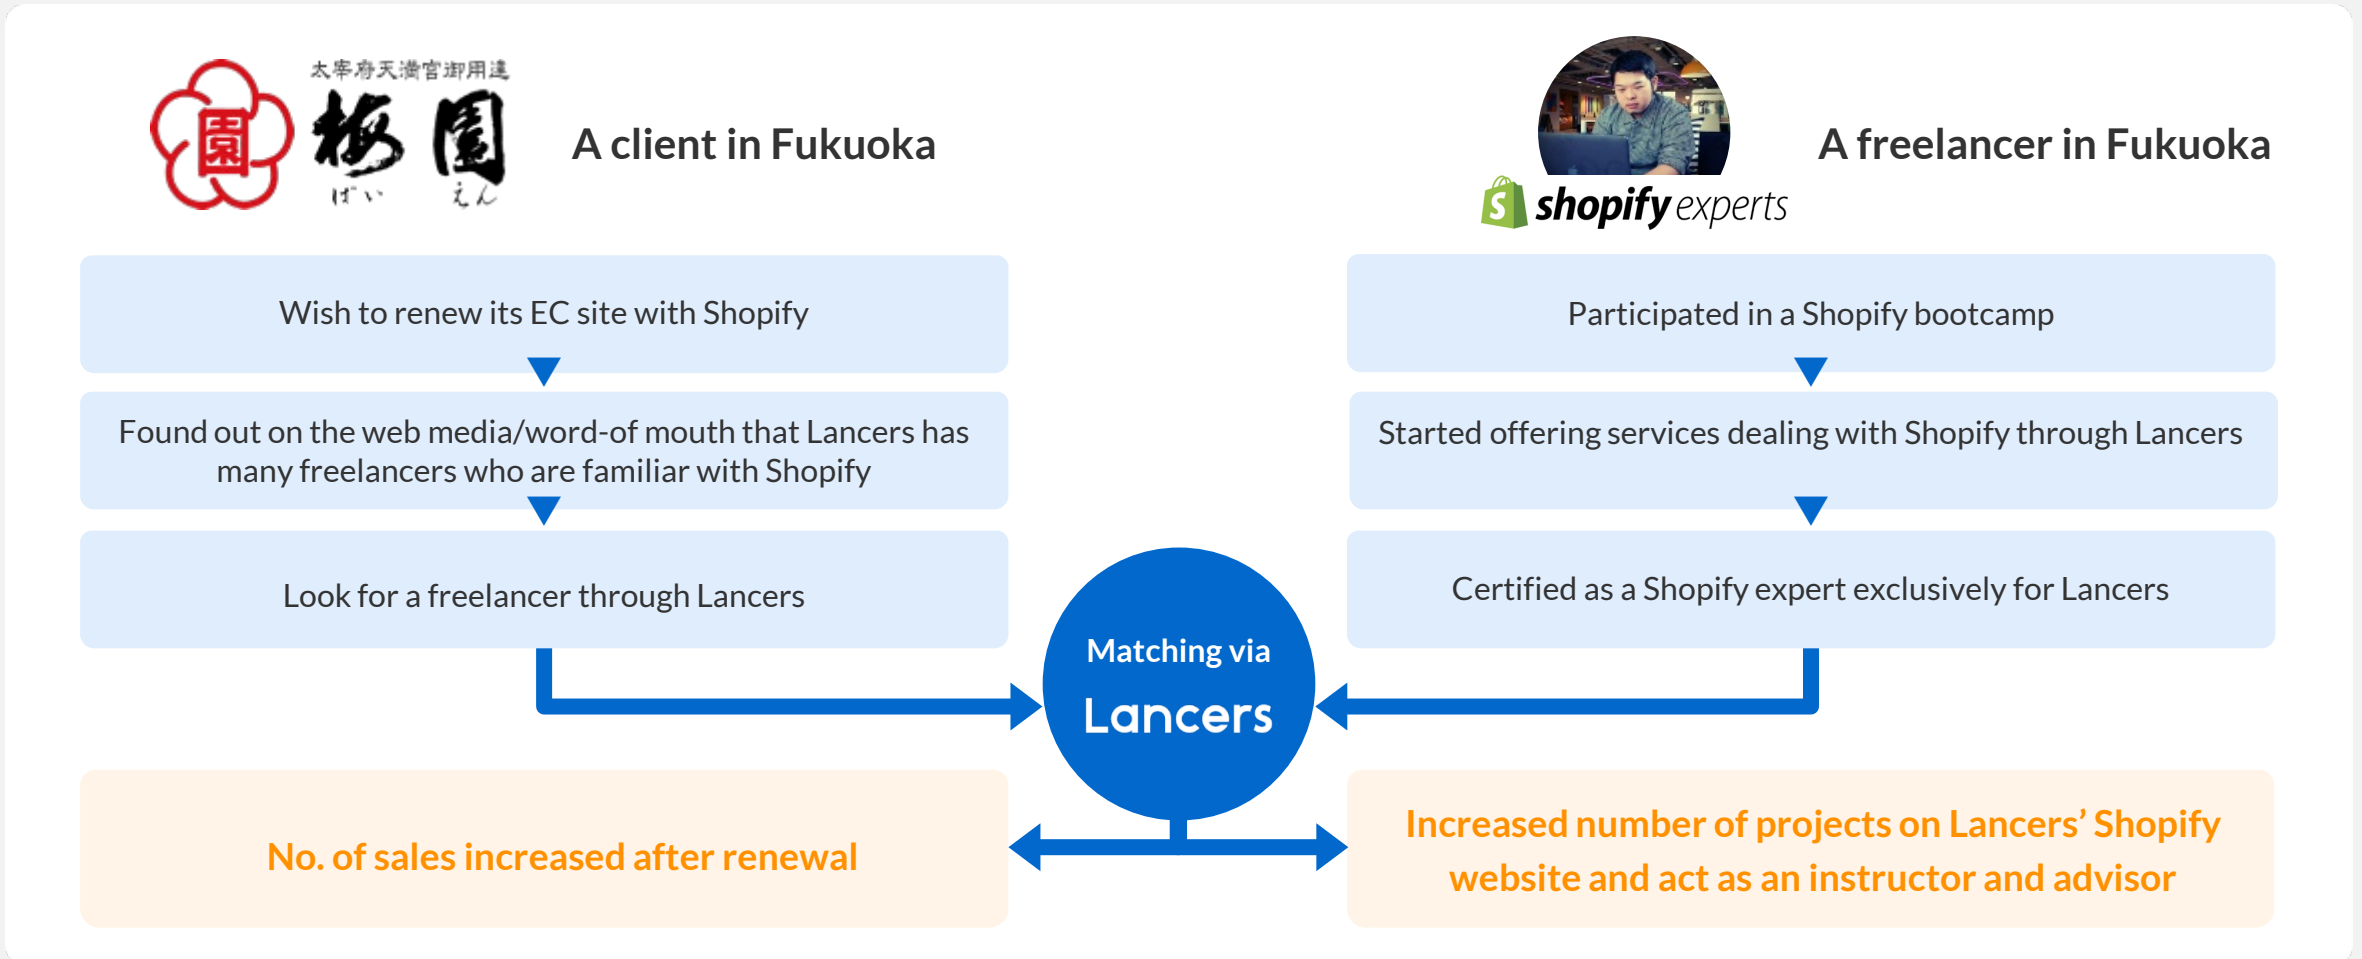 太宰府天満宮御用達
園
梅園
ばい えん
A client in Fukuoka
Wish to renew its EC site with Shopify
Found out on the web media/word-of mouth that Lancers has
many freelancers who are familiar with Shopify
Look for a freelancer through Lancers
A freelancer in Fukuoka
S
shopify experts
Participated in a Shopify bootcamp
Started offering services dealing with Shopify through Lancers
Certified as a Shopify expert exclusively for Lancers
Matching via
Lancers
No. of sales increased after renewal
Increased number of projects on Lancers’ Shopify
website and act as an instructor and advisor